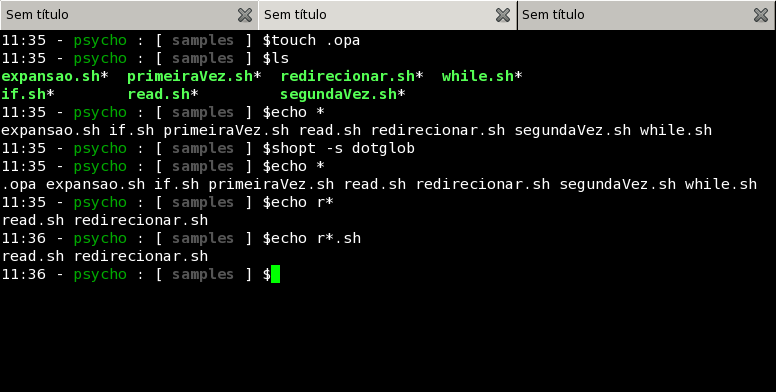 Sem título Sem título Sem título
11:35 - psycho : [ samples ] $touch .opa
11:35 - psycho : [ samples ] $ls
expansao.sh* primeiraVez.sh* redirecionar.sh* while.sh*
if.sh* read.sh* segundaVez.sh*
11:35 - psycho : [ samples ] $echo *
expansao.sh if.sh primeiraVez.sh read.sh redirecionar.sh segundaVez.sh while.sh
11:35 - psycho : [ samples ] $shopt -s dotglob
11:35 - psycho : [ samples ] $echo *
.opa expansao.sh if.sh primeiraVez.sh read.sh redirecionar.sh segundaVez.sh while.sh
11:35 - psycho : [ samples ] $echo r*
read.sh redirecionar.sh
11:36 - psycho : [ samples ] $echo r*.sh
read.sh redirecionar.sh
11:36 - psycho : [ samples ] $